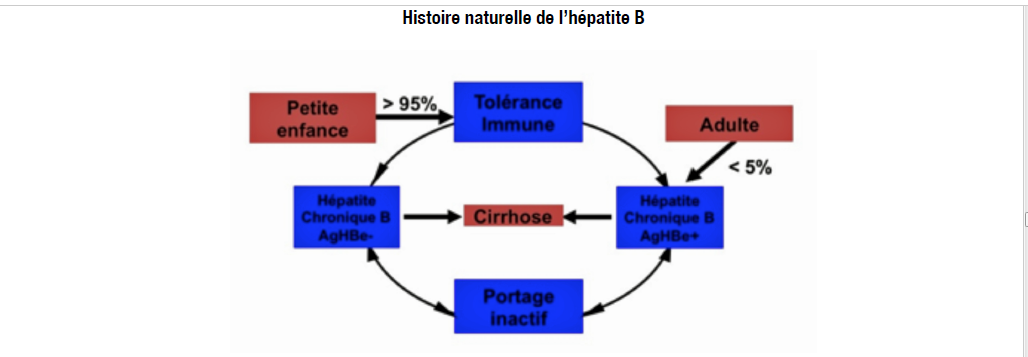 Histoire naturelle de l'hépatite B
Petite
enfance
> 95%
Tolérance
Immune
Adulte
< 5%
Hépatite
Chronique B
AgHBe-
Cirrhose
Hépatite
Chronique B
AgHBe+
Portage
inactif